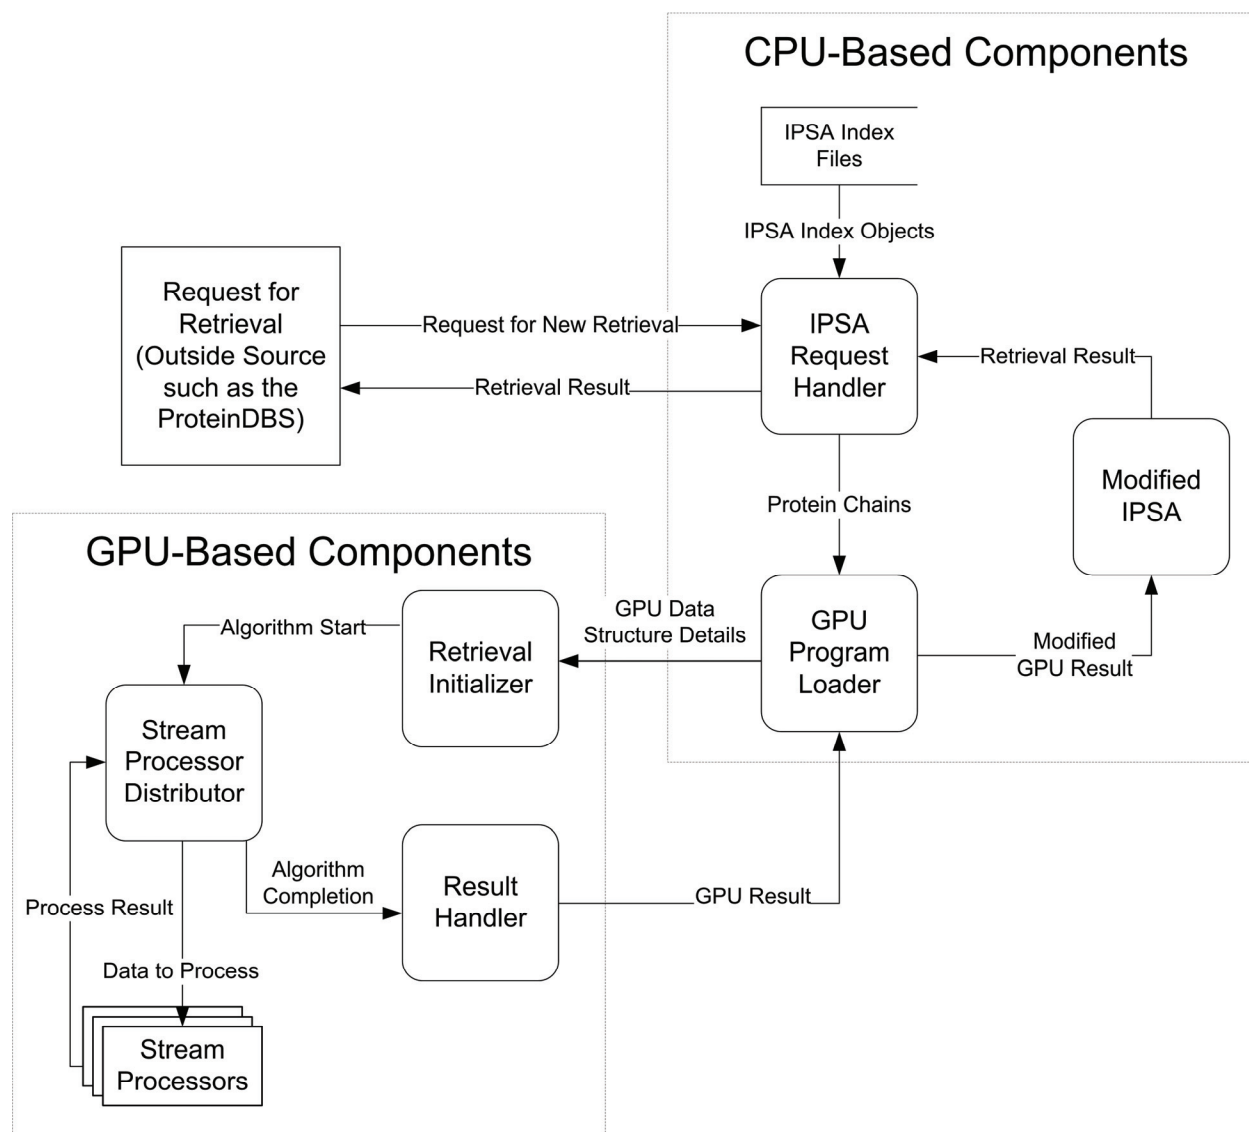 CPU-Based Components
IPSA Index
Files
IPSA Index Objects
Request for
Retrieval
(Outside Source
such as the
ProteinDBS)
Request for New Retrieval
Retrieval Result
IPSA
Request
Handler
Retrieval Result
Modified
IPSA
Protein Chains
GPU-Based Components
Algorithm Start
Retrieval
Initializer
GPU Data
Structure Details
GPU
Program
Loader
Modified
GPU Result
Stream
Processor
Distributor
Algorithm
Completion
Result
Handler
GPU Result
Process Result
Data to Process
Stream
Processors